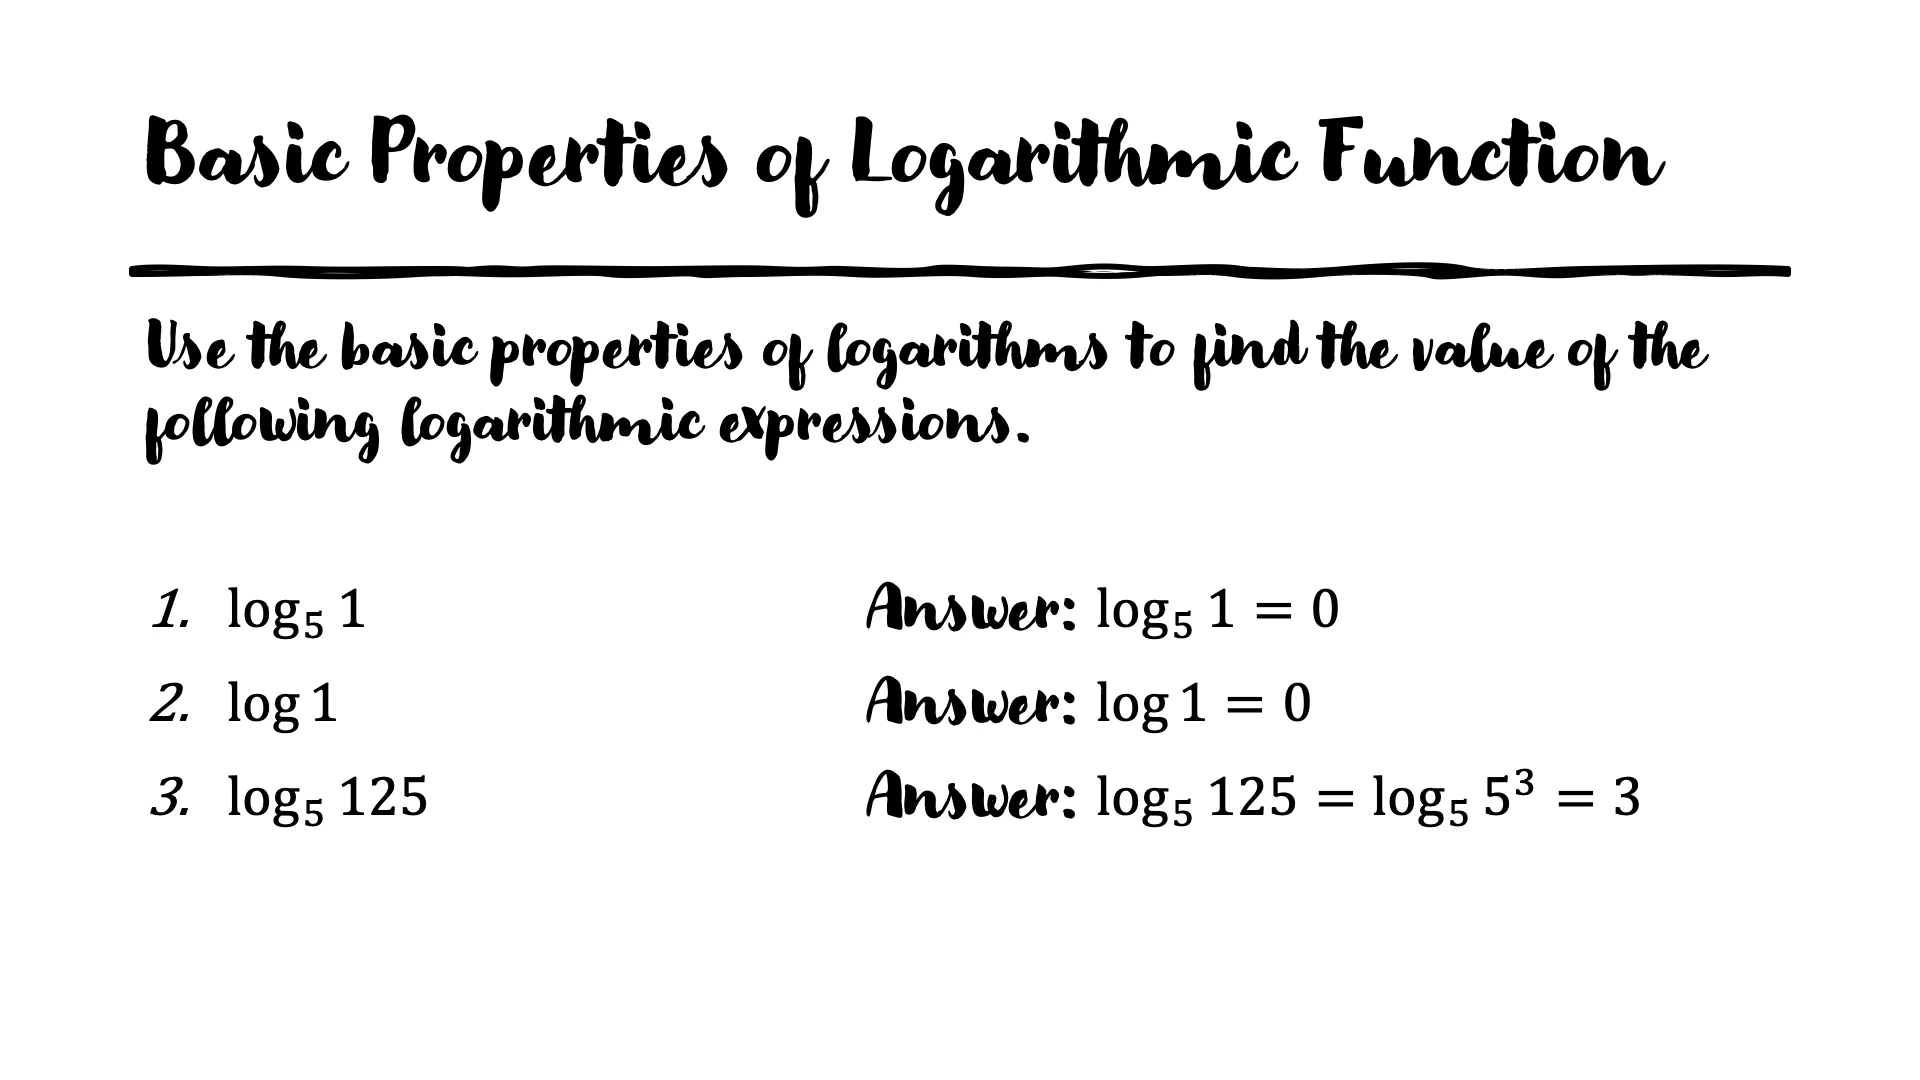 Basic Properties of Logarithmic Function
Use the basic properties of logarithms to find the value of the
following logarithmic expressions.
1. log₅ 1 Answer: log₅ 1 = 0
2. log 1 Answer: log 1 = 0
3. log₅ 125 Answer: log₅ 125 = log₅ 5³ = 3